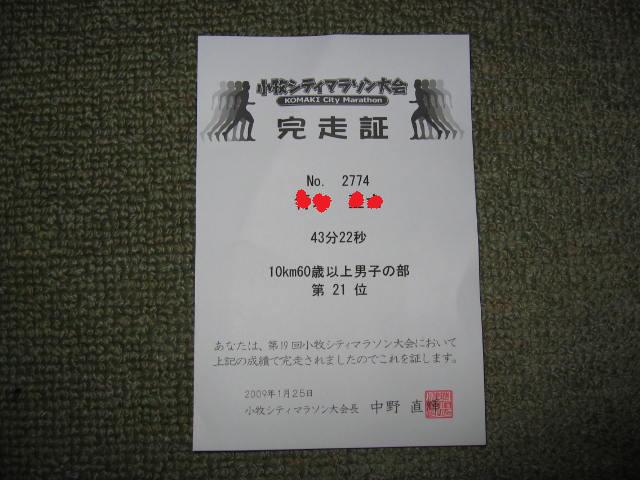 小牧シティマラソン大会
KOMAKI City Marathon
完走証
No. 2774
43分22秒
10km60歳以上男子の部
第 21 位
あなたは、第19回小牧シティマラソン大会において
上記の成績で完走されましたのでこれを証します。
2009年1月25日
小牧シティマラソン大会長 中野 直輝